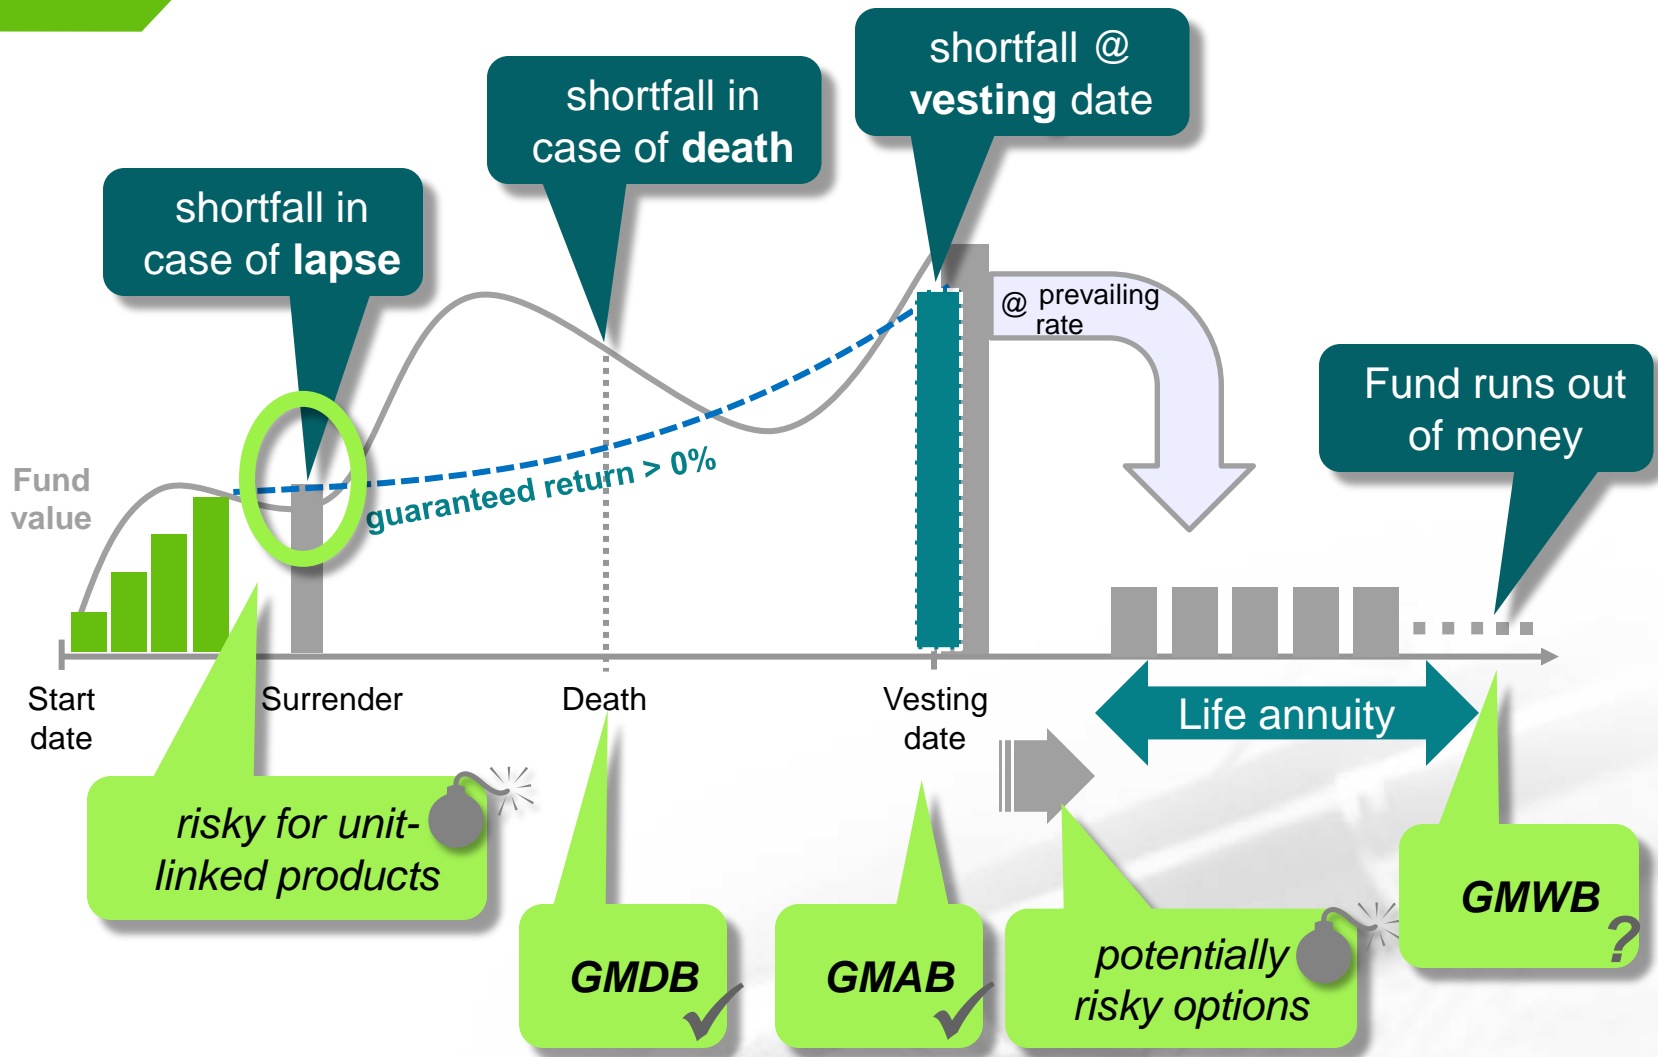 shortfall @
vesting date
shortfall in
case of death
shortfall in
case of lapse
@ prevailing
rate
Fund runs out
of money
Fund
value
guaranteed return > 0%
Start
date
Surrender
Death
Vesting
date
Life annuity
risky for unit-
linked products
GMDB
GMAB
potentially
risky options
GMWB
?